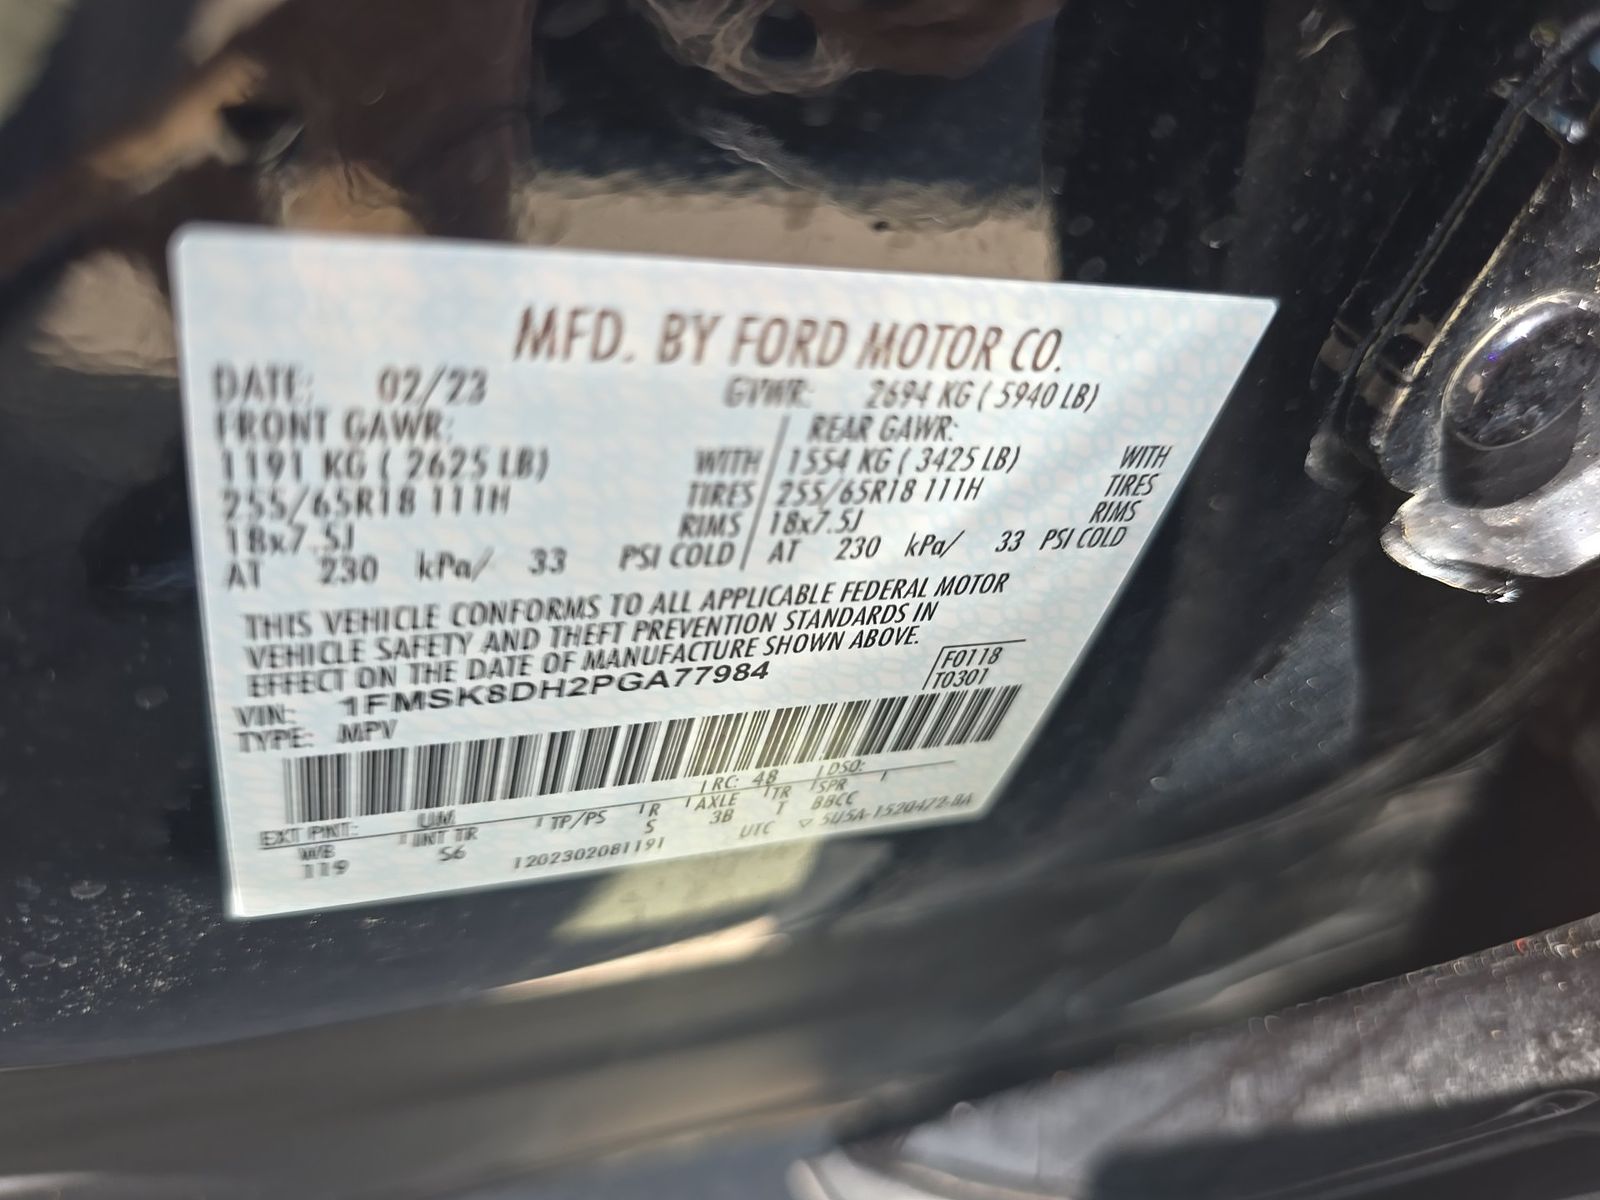 MFD. BY FORD MOTOR CO.
DATE: 02/23 GVWR: 2694 KG ( 5940 LB)
FRONT GAWR: REAR GAWR:
1191 KG ( 2625 LB) WITH 1554 KG ( 3425 LB) WITH
255/65R18 111H TIRES 255/65R18 111H TIRES
18x7.5J RIMS 18x7.5J RIMS
AT 230 kPa/ 33 PSI COLD AT 230 kPa/ 33 PSI COLD
THIS VEHICLE CONFORMS TO ALL APPLICABLE FEDERAL MOTOR
VEHICLE SAFETY AND THEFT PREVENTION STANDARDS IN
EFFECT ON THE DATE OF MANUFACTURE SHOWN ABOVE.
VIN: 1FMSK8DH2PGA77984 F0118
TYPE: MPV T0301
EXT PNT: UM RC: 48 DSO:
WB INT TR TP/PS R AXLE TR SPR
119 S6 S 3B T BBCC
1202302081191 UTC ▽ 5U5A-1520472-BA